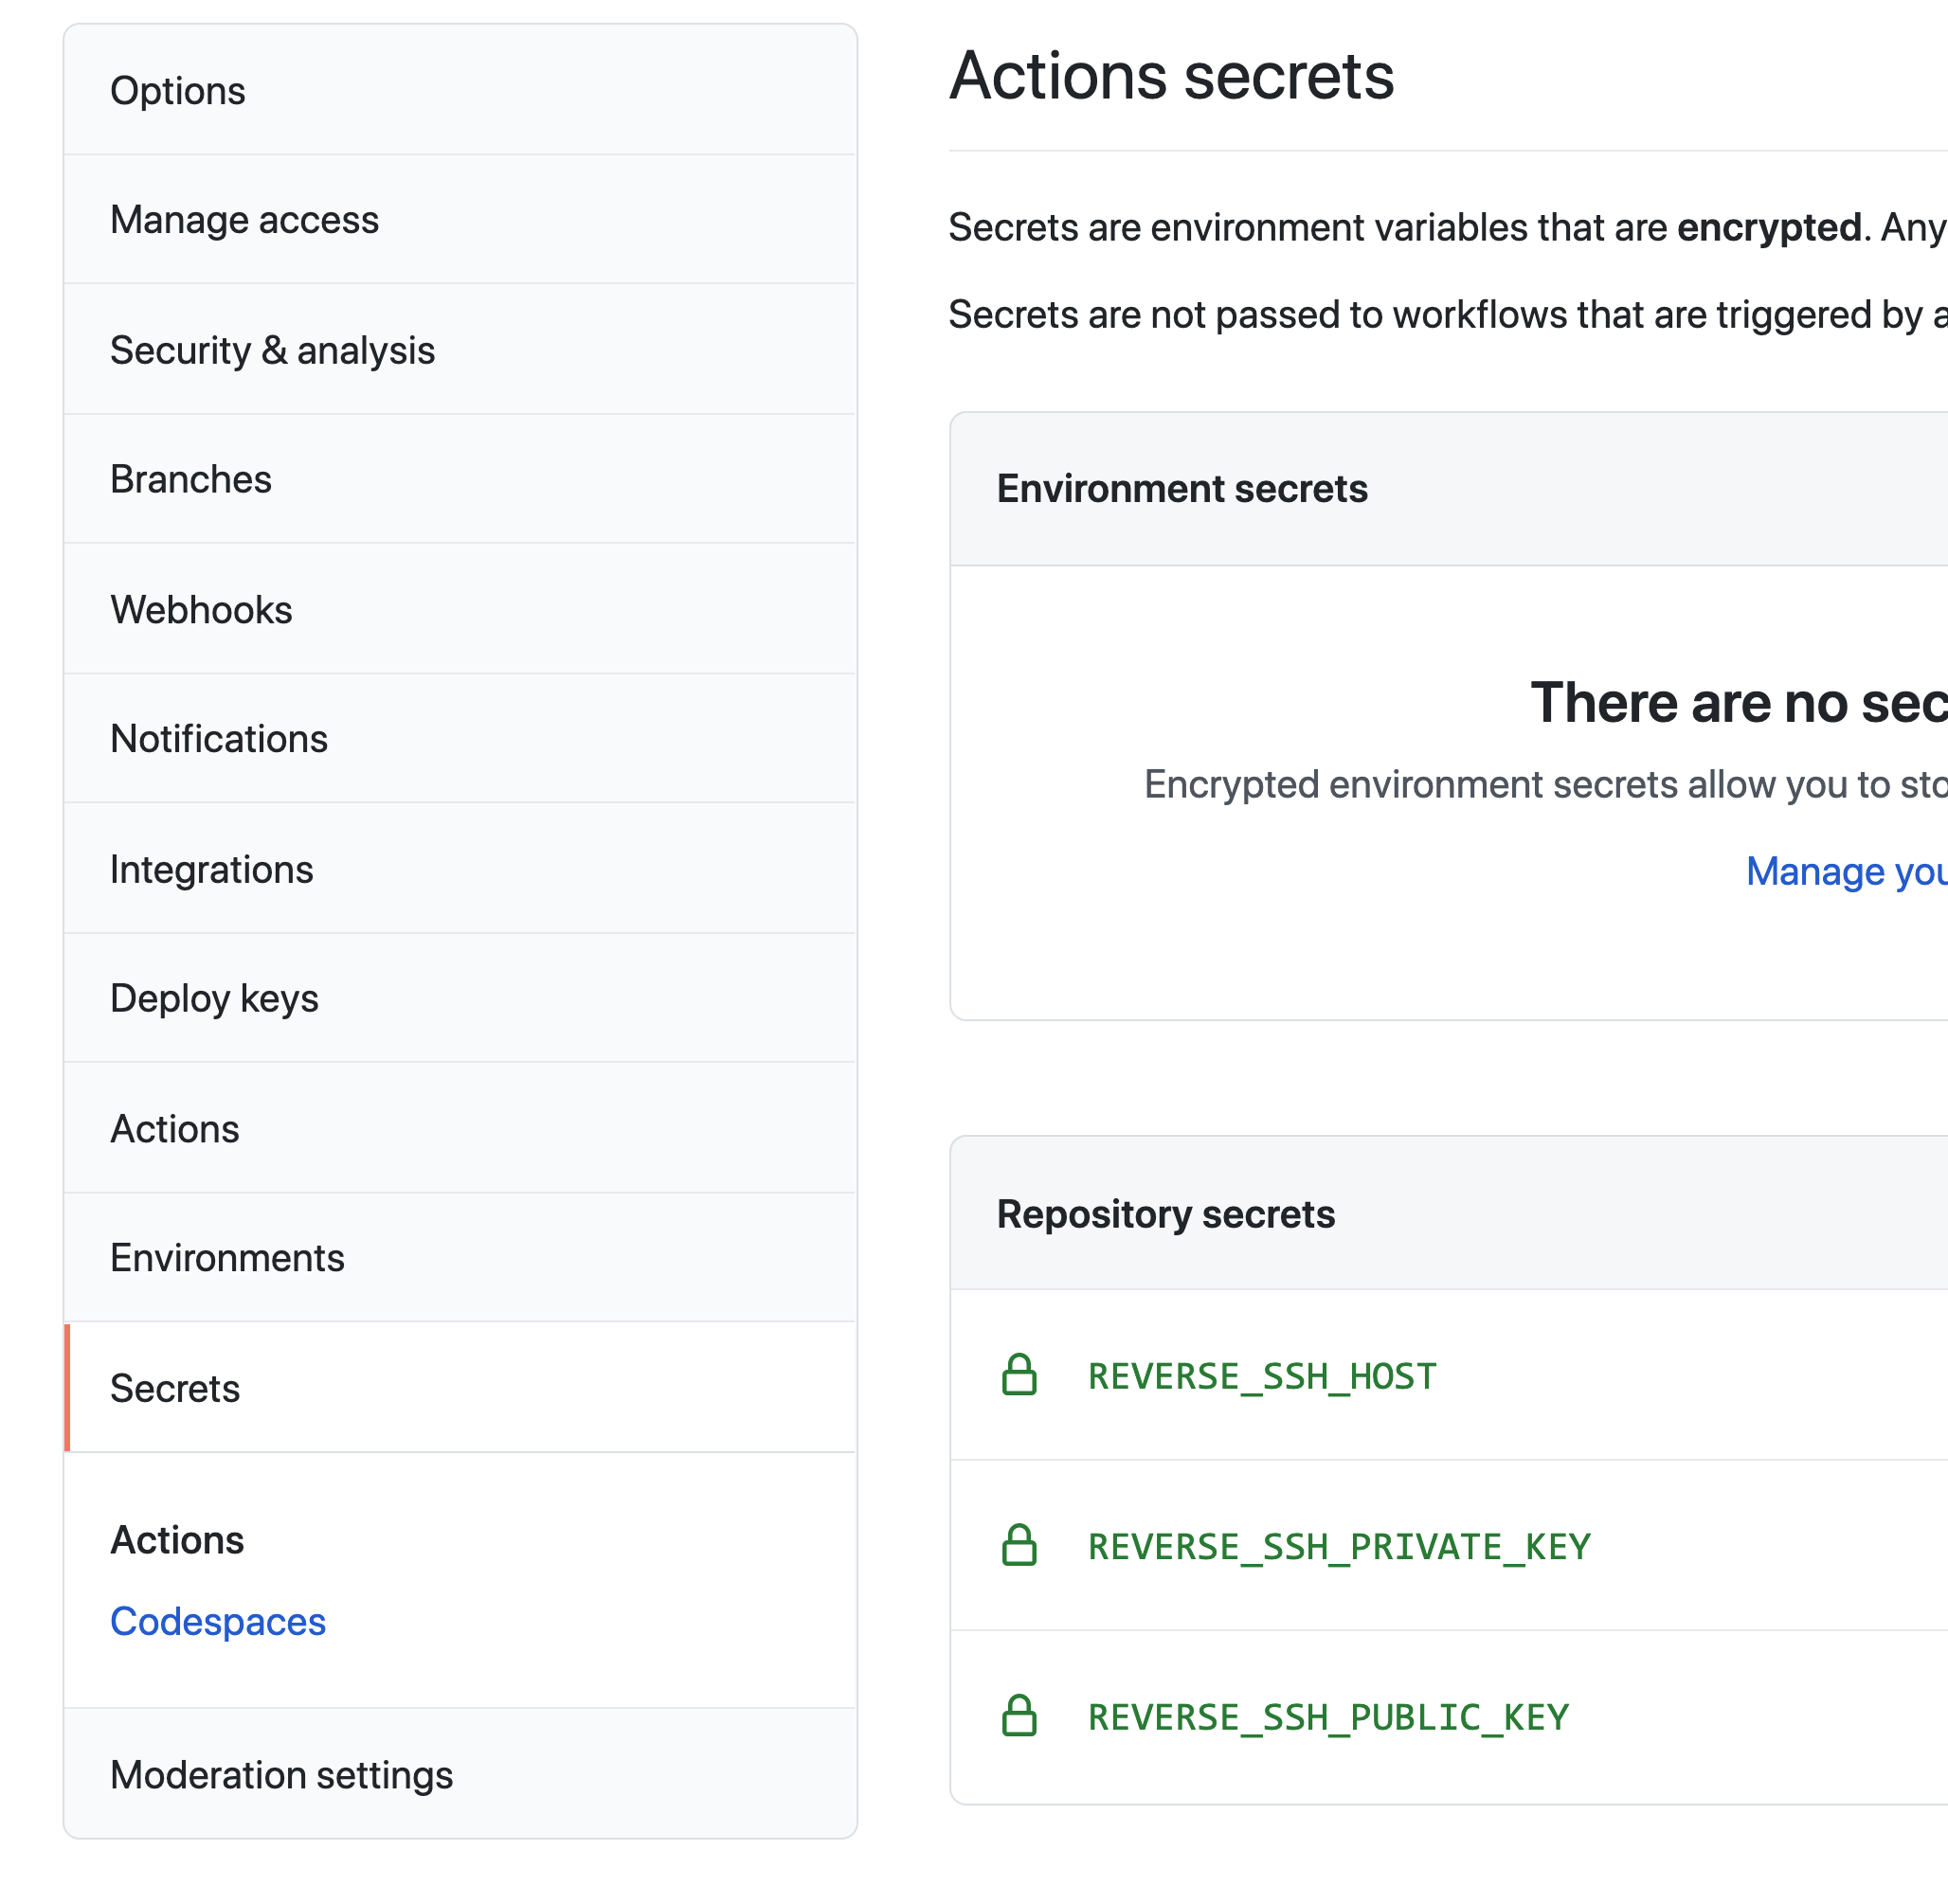 Options
Manage access
Security & analysis
Branches
Webhooks
Notifications
Integrations
Deploy keys
Actions
Environments
Secrets
Actions
Codespaces
Moderation settings
Actions secrets
Secrets are environment variables that are encrypted. Any
Secrets are not passed to workflows that are triggered by a
Environment secrets
There are no sec
Encrypted environment secrets allow you to sto
Manage you
Repository secrets
REVERSE_SSH_HOST
REVERSE_SSH_PRIVATE_KEY
REVERSE_SSH_PUBLIC_KEY